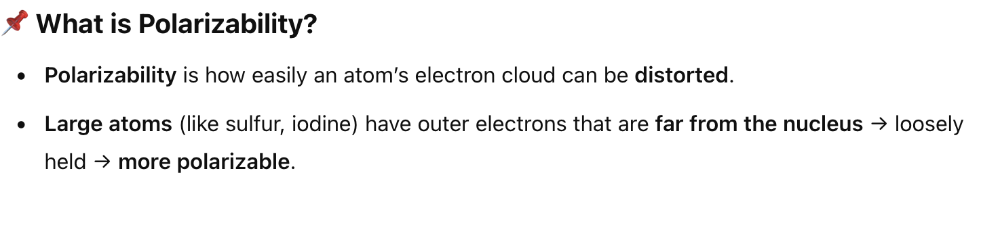 📌 What is Polarizability?
• Polarizability is how easily an atom’s electron cloud can be distorted.
• Large atoms (like sulfur, iodine) have outer electrons that are far from the nucleus → loosely
held → more polarizable.